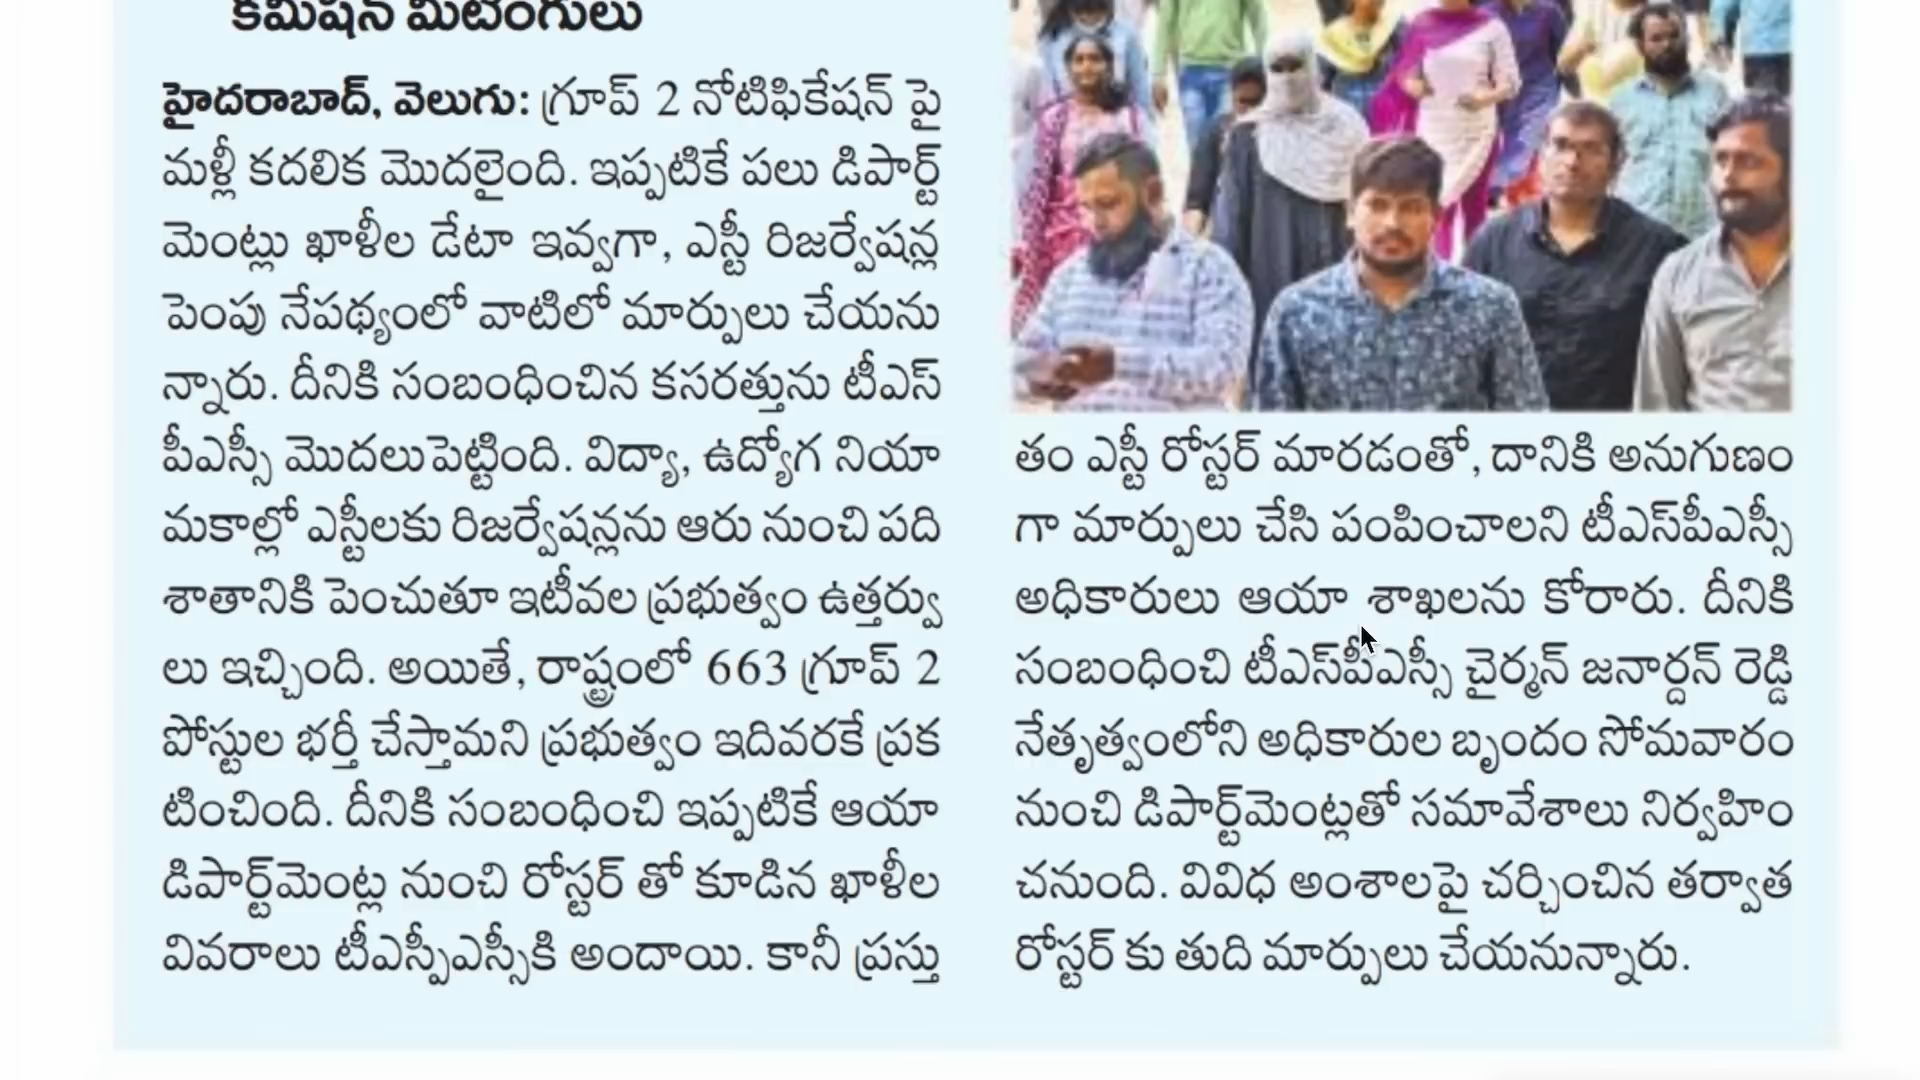 కమిషన్ మీటింగులు
హైదరాబాద్, వెలుగు: గ్రూప్ 2 నోటిఫికేషన్ పై
మళ్లీ కదలిక మొదలైంది. ఇప్పటికే పలు డిపార్ట్
మెంట్లు ఖాళీల డేటా ఇవ్వగా, ఎస్టీ రిజర్వేషన్ల
పెంపు నేపథ్యంలో వాటిలో మార్పులు చేయను
న్నారు. దీనికి సంబంధించిన కసరత్తును టీఎస్
పీఎస్సీ మొదలుపెట్టింది. విద్యా, ఉద్యోగ నియా
మకాల్లో ఎస్టీలకు రిజర్వేషన్లను ఆరు నుంచి పది
శాతానికి పెంచుతూ ఇటీవల ప్రభుత్వం ఉత్తర్వు
లు ఇచ్చింది. అయితే, రాష్ట్రంలో 663 గ్రూప్ 2
పోస్టుల భర్తీ చేస్తామని ప్రభుత్వం ఇదివరకే ప్రక
టించింది. దీనికి సంబంధించి ఇప్పటికే ఆయా
డిపార్ట్‌మెంట్ల నుంచి రోస్టర్ తో కూడిన ఖాళీల
వివరాలు టీఎస్పీఎస్సీకి అందాయి. కానీ ప్రస్తు
తం ఎస్టీ రోస్టర్ మారడంతో, దానికి అనుగుణం
గా మార్పులు చేసి పంపించాలని టీఎస్‌పీఎస్సీ
అధికారులు ఆయా శాఖలను కోరారు. దీనికి
సంబంధించి టీఎస్‌పీఎస్సీ చైర్మన్ జనార్దన్ రెడ్డి
నేతృత్వంలోని అధికారుల బృందం సోమవారం
నుంచి డిపార్ట్‌మెంట్లతో సమావేశాలు నిర్వహిం
చనుంది. వివిధ అంశాలపై చర్చించిన తర్వాత
రోస్టర్ కు తుది మార్పులు చేయనున్నారు.